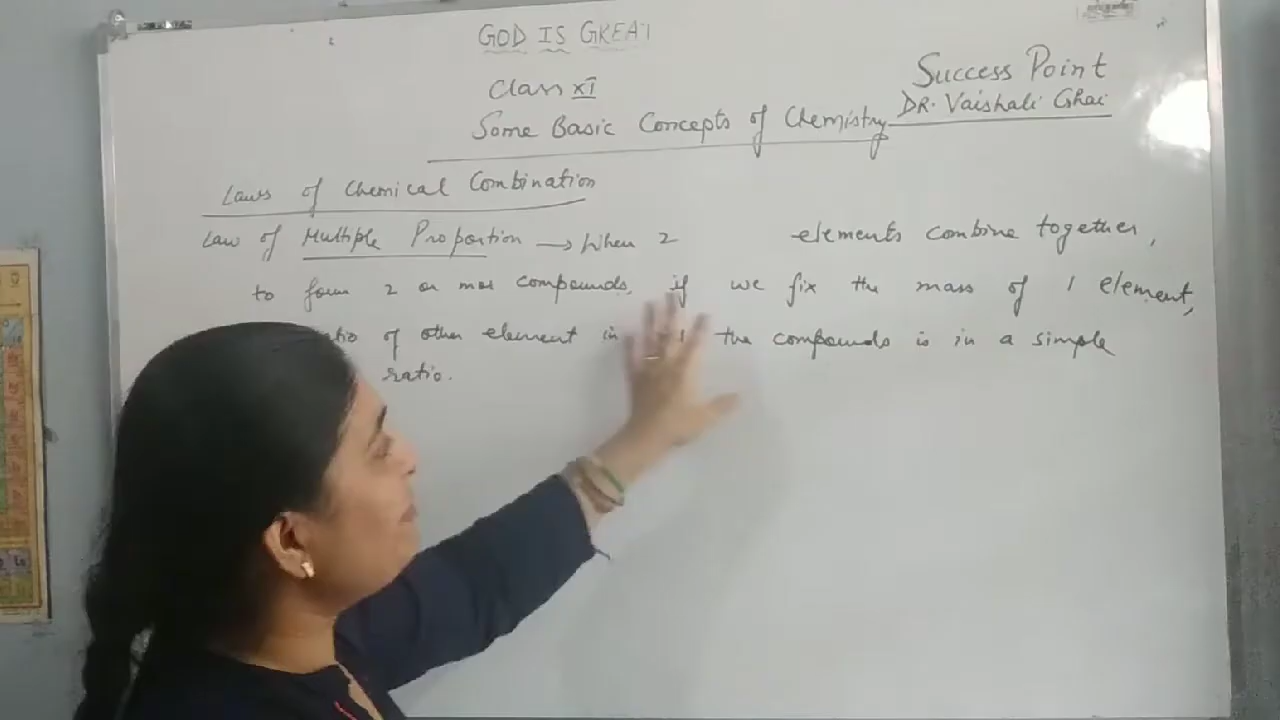 GOD IS GREAT
Class XI
Success Point
DR. Vaishali Ghai
Some Basic Concepts of Chemistry
Laws of Chemical Combination
Law of Multiple Proportion → When 2 elements combine together,
to form 2 or more compounds, if we fix the mass of 1 element,
of other element in the compounds is in a simple
ratio.